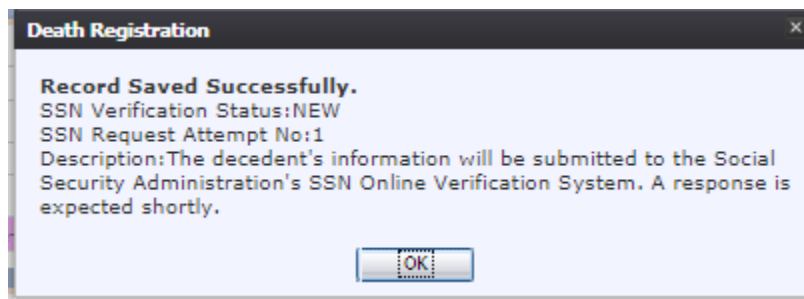 Death Registration
Record Saved Successfully.
SSN Verification Status:NEW
SSN Request Attempt No:1
Description:The decedent's information will be submitted to the Social
Security Administration's SSN Online Verification System. A response is
expected shortly.
OK